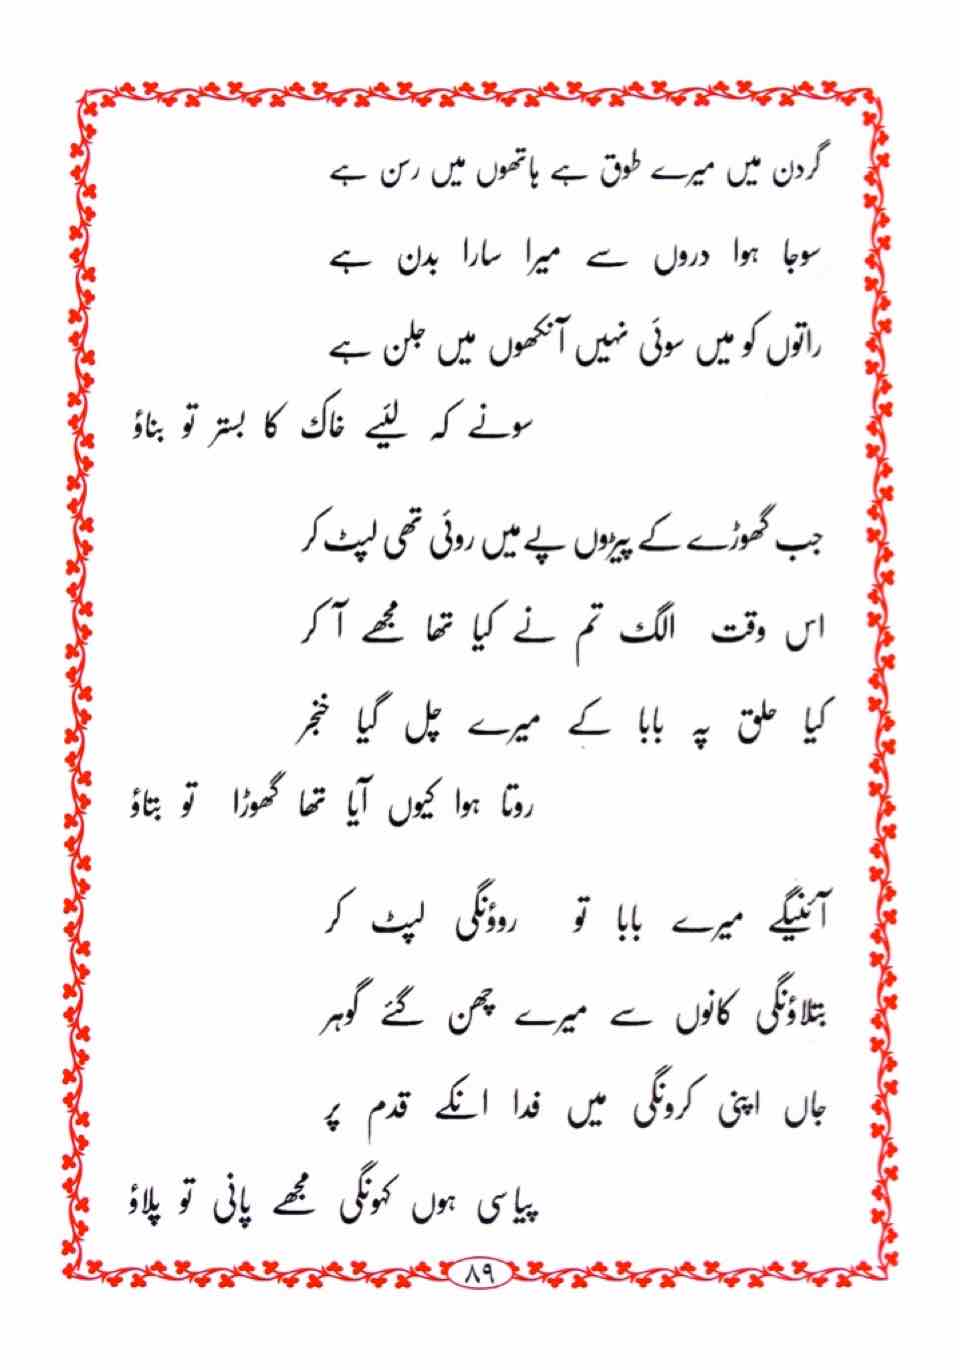 گردن میں میرے طوق ہے ہاتھوں میں رسن ہے
سوجا ہوا دروں سے میرا سارا بدن ہے
راتوں کو میں سوئی نہیں آنکھوں میں جلن ہے
سونے کہ لئیے خاک کا بستر تو بناؤ
جب گھوڑے کے پیڑوں پے میں روئی تھی لپٹ کر
اس وقت الگ تم نے کیا تھا مجھے آ کر
کیا حلق پہ بابا کے میرے چل گیا خنجر
روتا ہوا کیوں آیا تھا گھوڑا تو بتاؤ
آئنیگے میرے بابا تو روؤنگی لپٹ کر
بتلاؤنگی کانوں سے میرے چھن گئے گوہر
جاں اپنی کرونگی میں فدا انکے قدم پر
پیاسی ہوں کہونگی مجھے پانی تو پلاؤ
۸۹